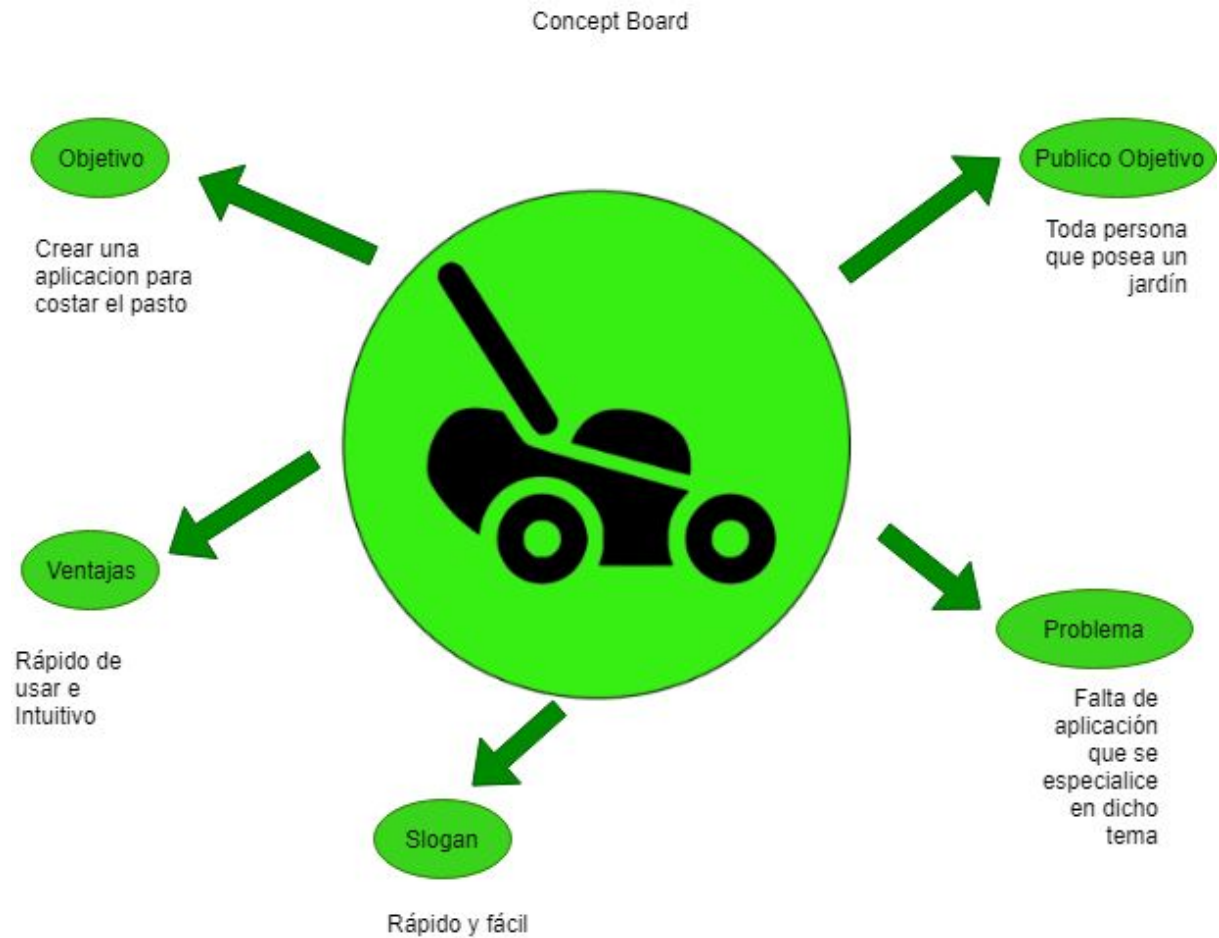 Concept Board
Objetivo
Crear una
aplicacion para
costar el pasto
Publico Objetivo
Toda persona
que posea un
jardín
Ventajas
Rápido de
usar e
Intuitivo
Problema
Falta de
aplicación
que se
especialice
en dicho
tema
Slogan
Rápido y fácil